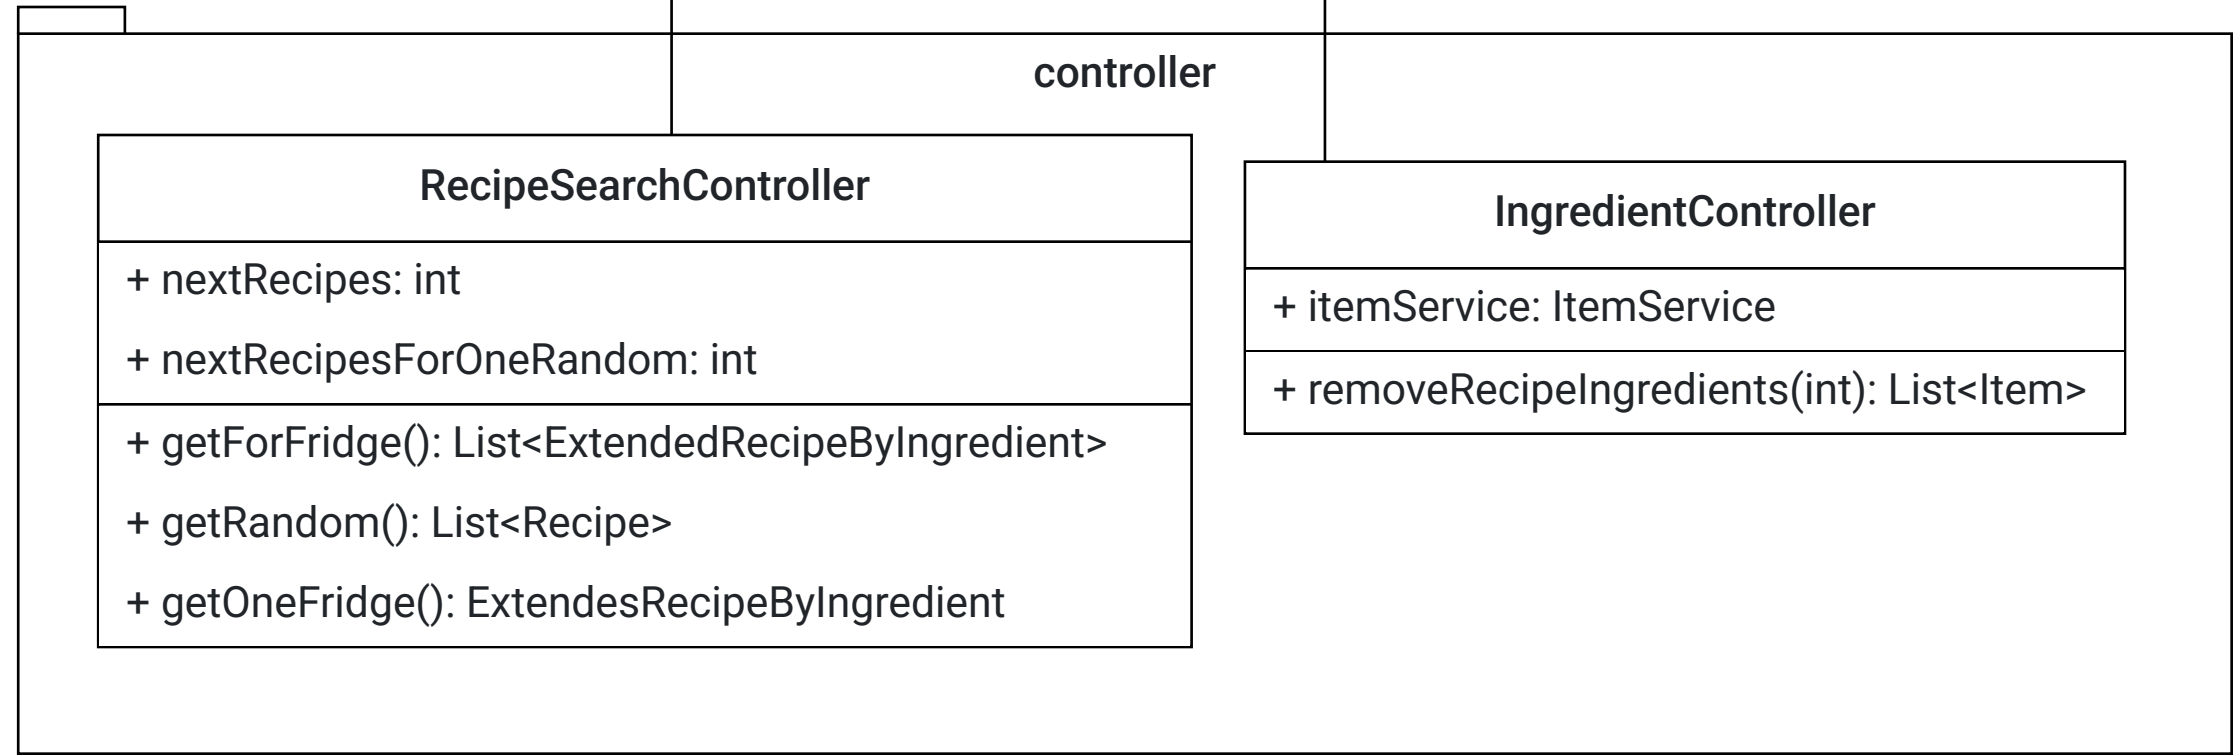 controller
RecipeSearchController
+ nextRecipes: int
+ nextRecipesForOneRandom: int
+ getForFridge(): List<ExtendedRecipeByIngredient>
+ getRandom(): List<Recipe>
+ getOneFridge(): ExtendesRecipeByIngredient
IngredientController
+ itemService: ItemService
+ removeRecipeIngredients(int): List<Item>